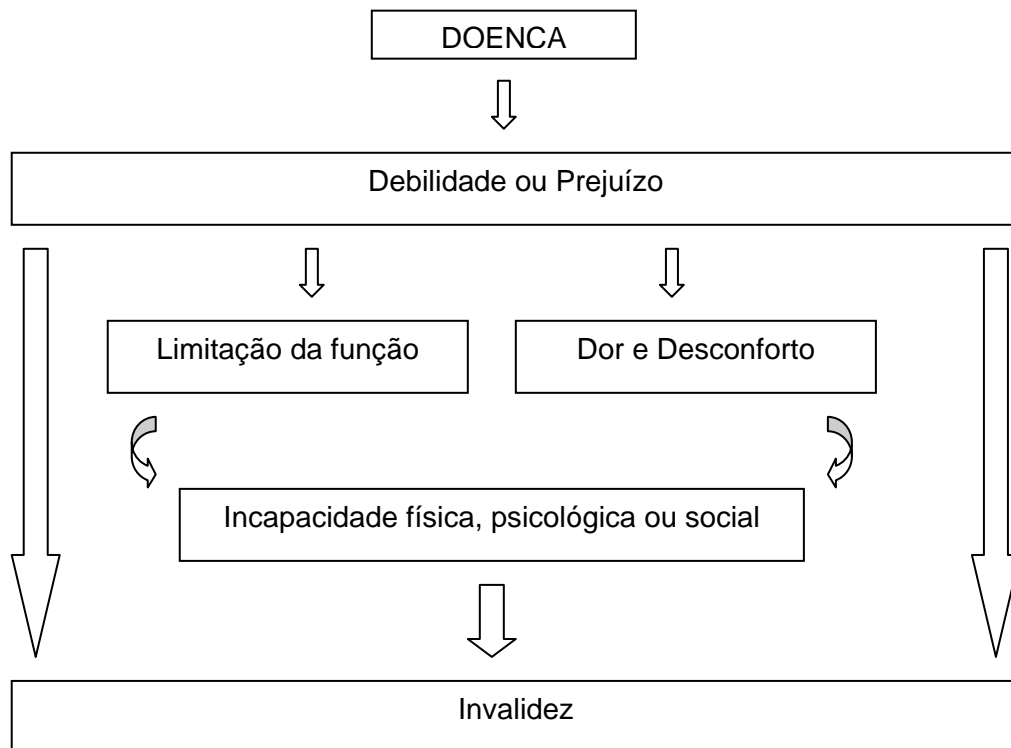 DOENCA
Debilidade ou Prejuízo
Limitação da função
Dor e Desconforto
Incapacidade física, psicológica ou social
Invalidez